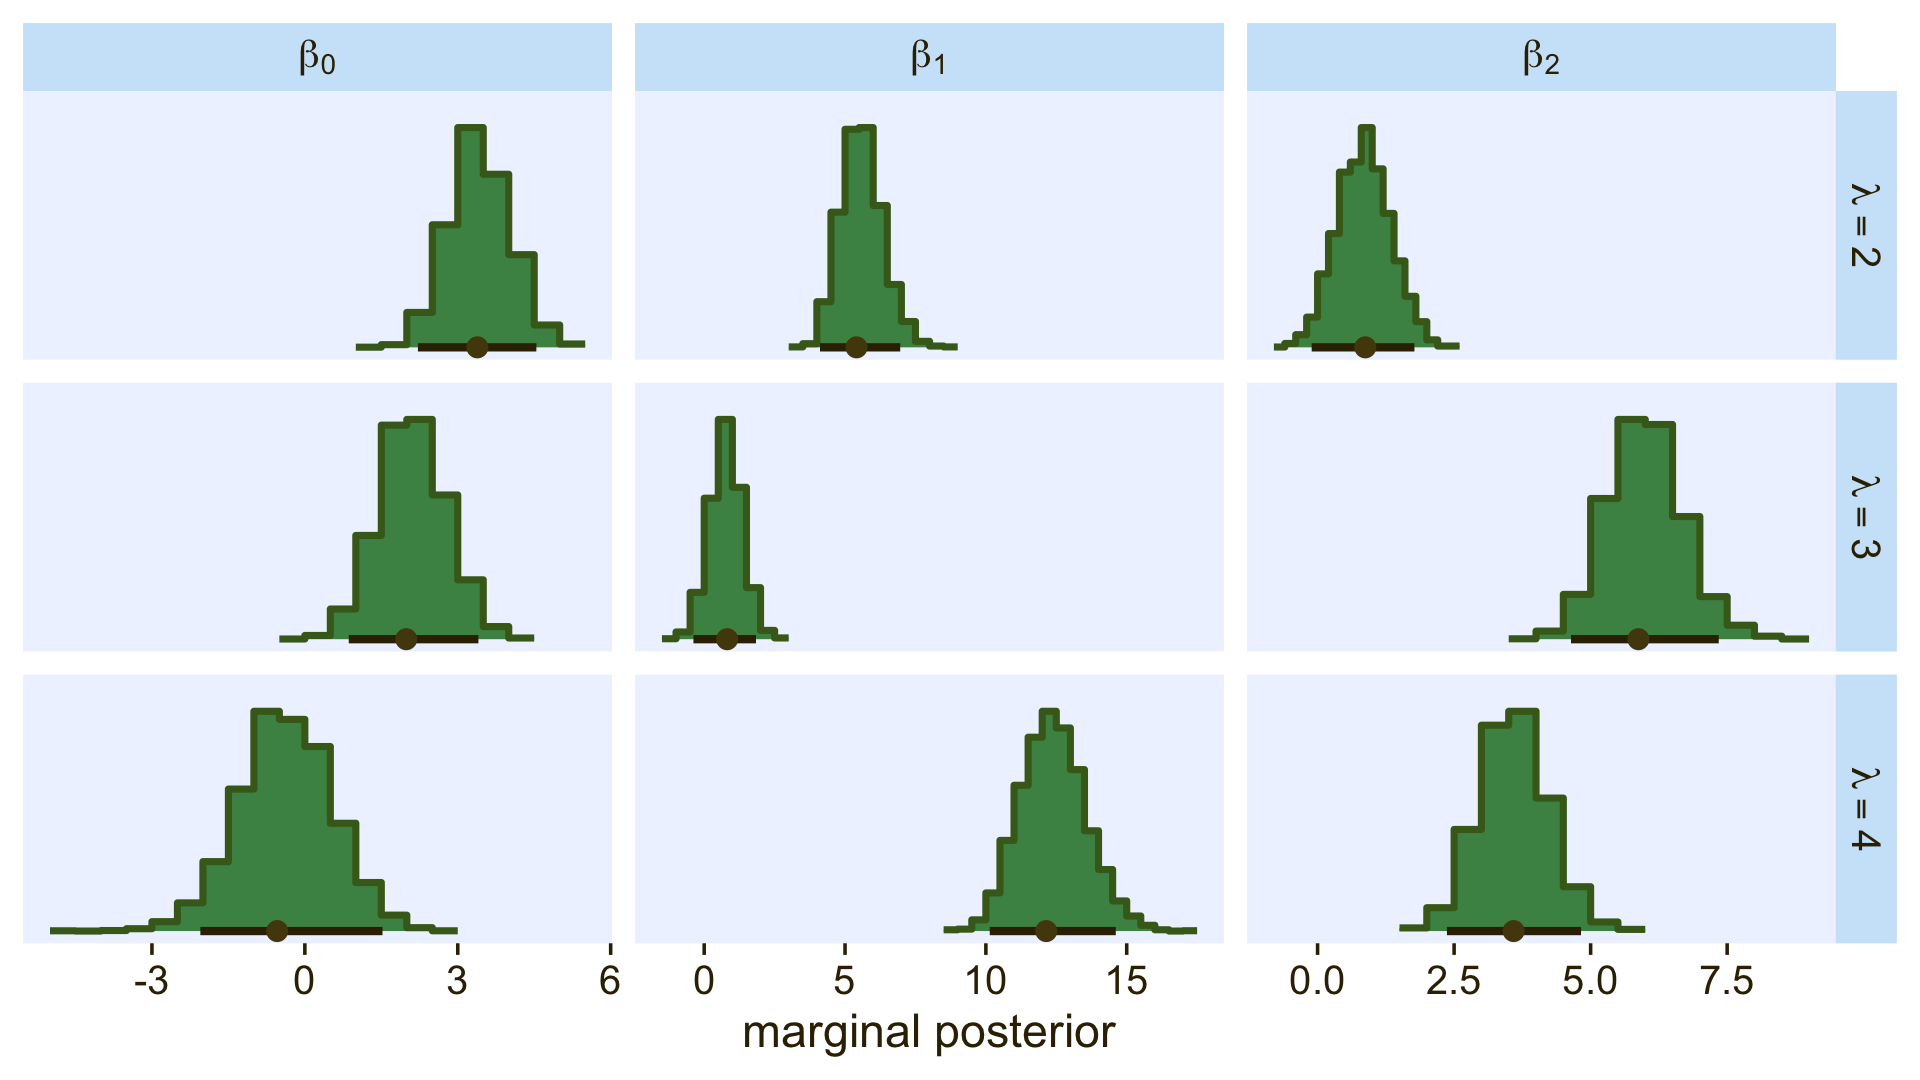 β0 β1 β2
λ = 2
λ = 3
λ = 4
-3 0 3 6 0 5 10 15 0.0 2.5 5.0 7.5
marginal posterior